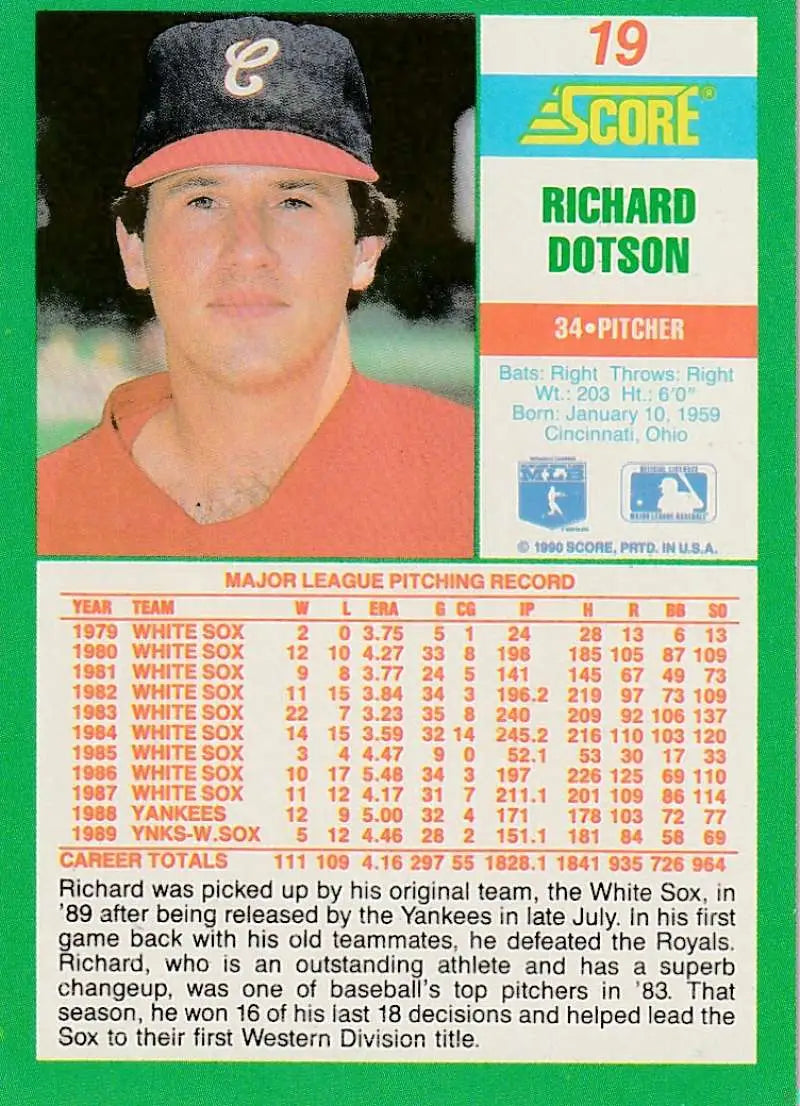 C
19
SCORE®
RICHARD
DOTSON
34•PITCHER
Bats: Right Throws: Right
Wt.: 203 Ht.: 6'0"
Born: January 10, 1959
Cincinnati, Ohio
MLB
OFFICIAL LICENSEE
MAJOR LEAGUE BASEBALL
© 1990 SCORE, PRTD. IN U.S.A.
MAJOR LEAGUE PITCHING RECORD
YEAR TEAM W L ERA G CG IP H R BB SO
1979 WHITE SOX 2 0 3.75 5 1 24 28 13 6 13
1980 WHITE SOX 12 10 4.27 33 8 198 185 105 87 109
1981 WHITE SOX 9 8 3.77 24 5 141 145 67 49 73
1982 WHITE SOX 11 15 3.84 34 3 196.2 219 97 73 109
1983 WHITE SOX 22 7 3.23 35 8 240 209 92 106 137
1984 WHITE SOX 14 15 3.59 32 14 245.2 216 110 103 120
1985 WHITE SOX 3 4 4.47 9 0 52.1 53 30 17 33
1986 WHITE SOX 10 17 5.48 34 3 197 226 125 69 110
1987 WHITE SOX 11 12 4.17 31 7 211.1 201 109 86 114
1988 YANKEES 12 9 5.00 32 4 171 178 103 72 77
1989 YNKS-W.SOX 5 12 4.46 28 2 151.1 181 84 58 69
CAREER TOTALS 111 109 4.16 297 55 1828.1 1841 935 726 964
Richard was picked up by his original team, the White Sox, in
'89 after being released by the Yankees in late July. In his first
game back with his old teammates, he defeated the Royals.
Richard, who is an outstanding athlete and has a superb
changeup, was one of baseball's top pitchers in '83. That
season, he won 16 of his last 18 decisions and helped lead the
Sox to their first Western Division title.